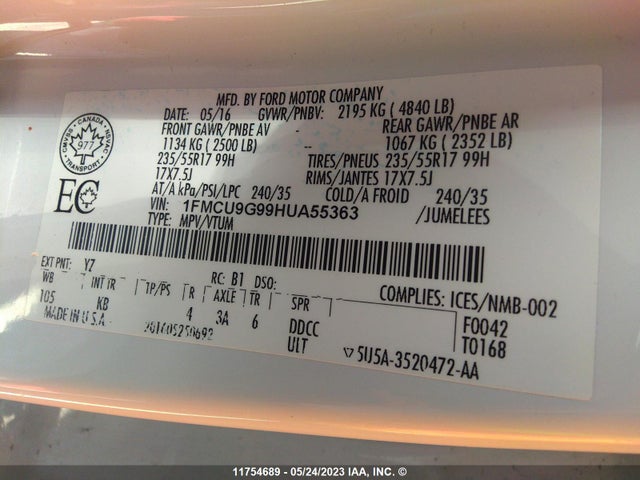 MFD. BY FORD MOTOR COMPANY
DATE: 05/16 GVWR/PNBV: 2195 KG ( 4840 LB)
FRONT GAWR/PNBE AV REAR GAWR/PNBE AR
1134 KG ( 2500 LB) -- 1067 KG ( 2352 LB)
235/55R17 99H TIRES/PNEUS 235/55R17 99H
17X7.5J RIMS/JANTES 17X7.5J
AT/A kPa/PSI/LPC 240/35 COLD/A FROID 240/35
VIN: 1FMCU9G99HUA55363 /JUMELEES
TYPE: MPV/VTUM
CANADA
CMVSS NSVAC
977
TRANSPORT
EC
EXT PNT: YZ RC: B1 DSO:
COMPLIES: ICES/NMB-002
WB INT TR TP/PS R AXLE TR SPR
105 KB 4 3A 6 DDCC
F0042
MADE IN U.S.A. ULT
T0168
5U5A-3520472-AA
11754689 - 05/24/2023 IAA, INC. ©